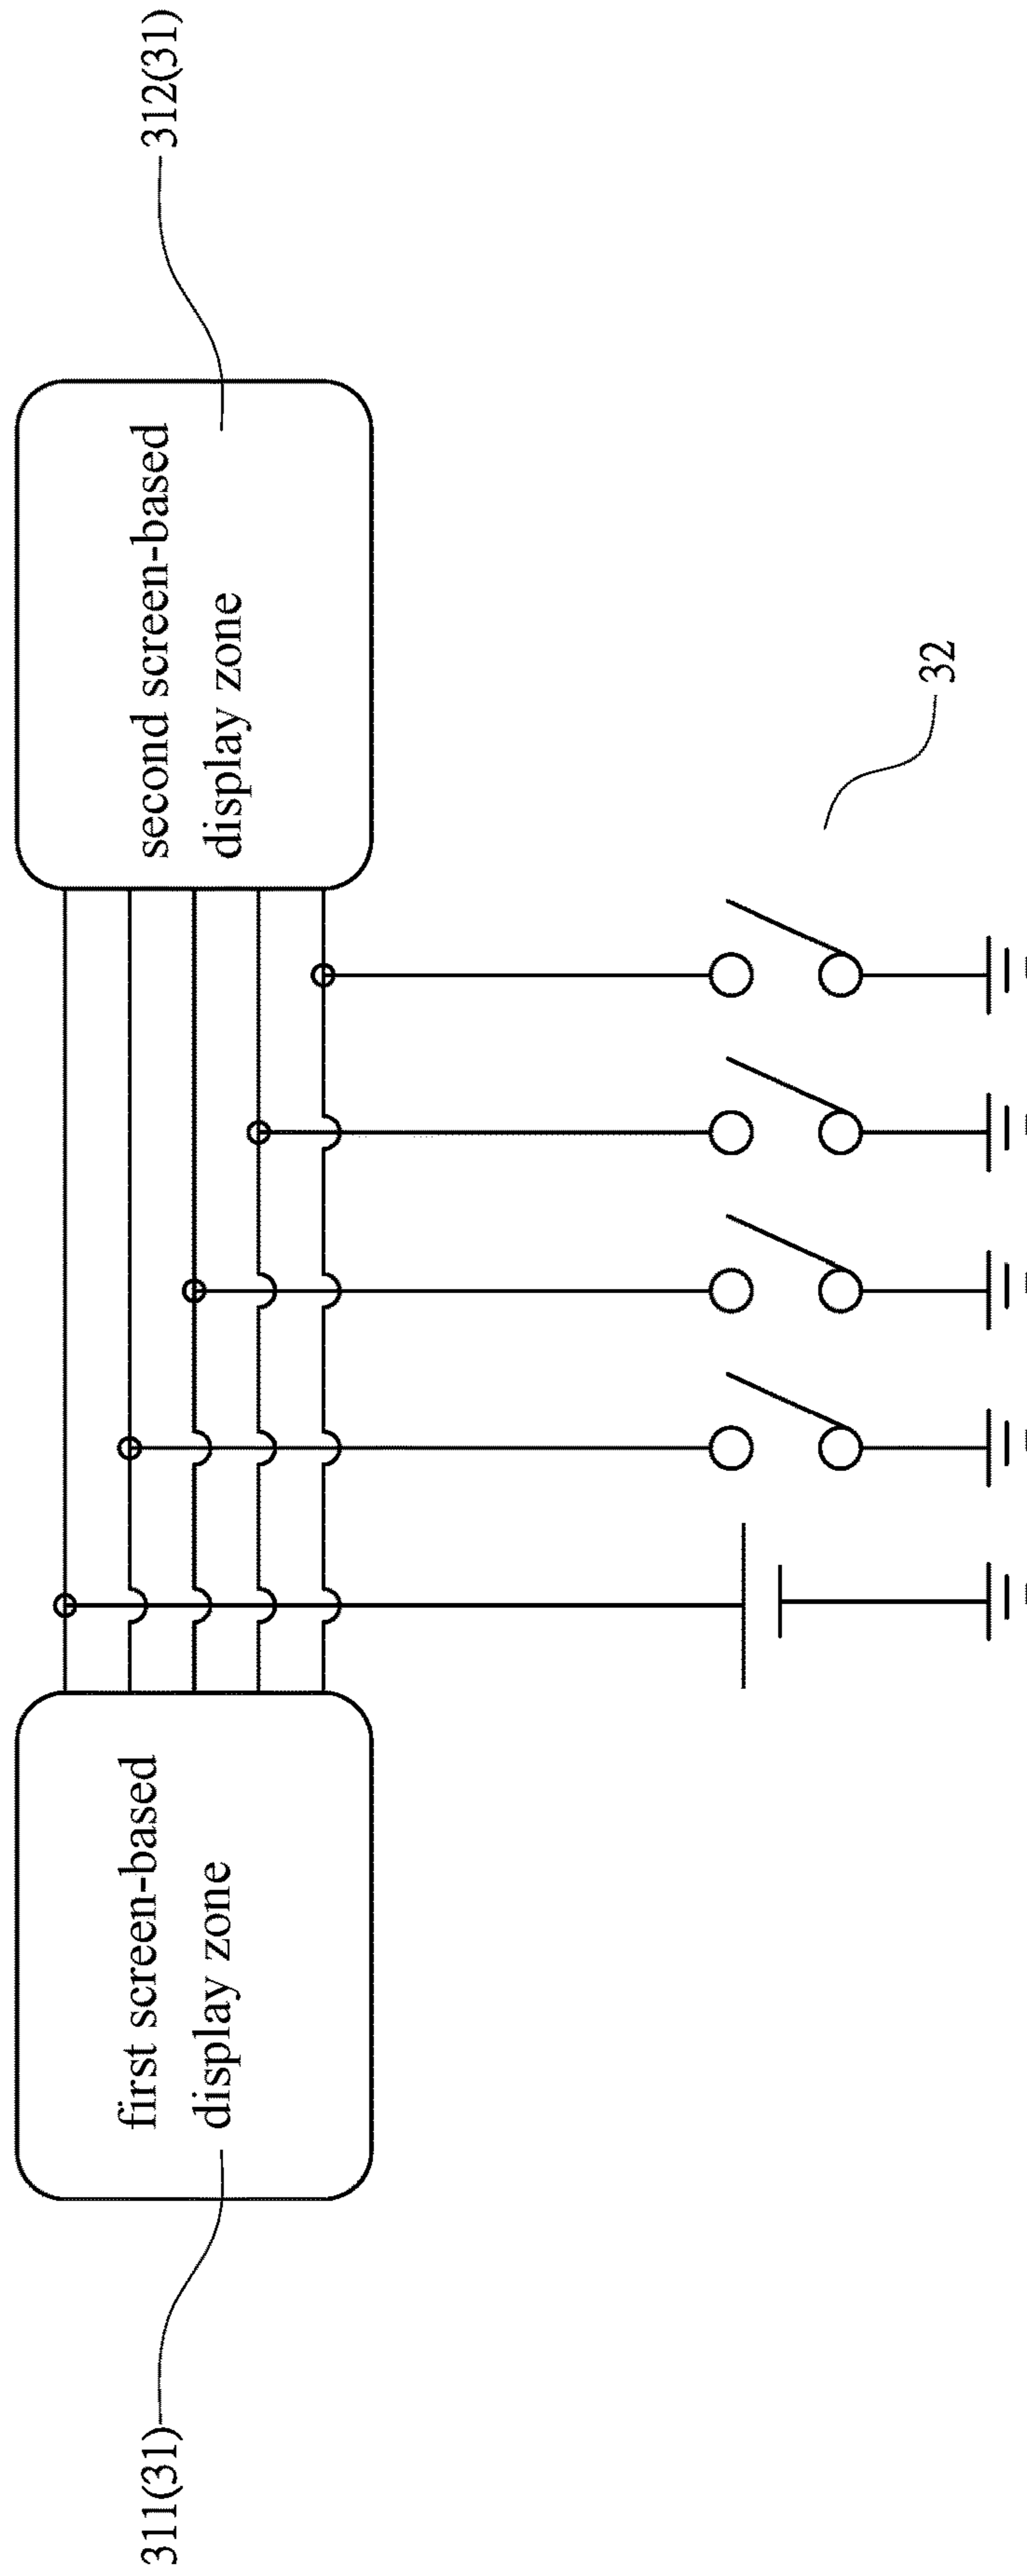 311(31)
first screen-based
display zone
second screen-based
display zone
312(31)
32